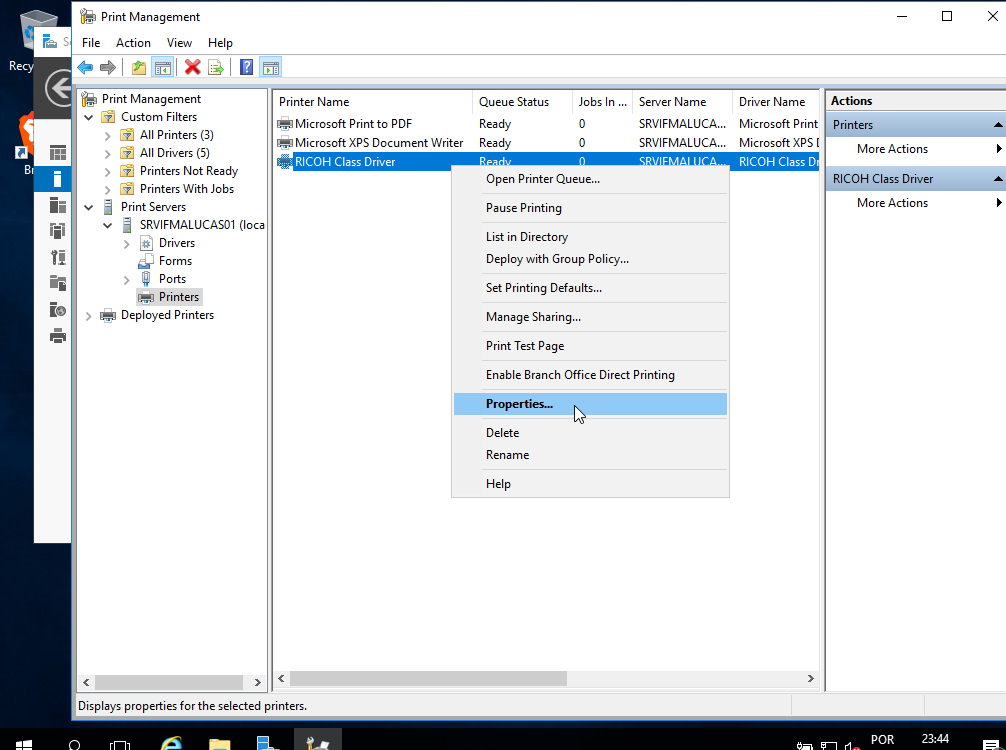 Print Management
File Action View Help
Recy
Br
Print Management
Custom Filters
All Printers (3)
All Drivers (5)
Printers Not Ready
Printers With Jobs
Print Servers
SRVIFMALUCAS01 (loca
Drivers
Forms
Ports
Printers
Deployed Printers
Printer Name Queue Status Jobs In ... Server Name Driver Name
Microsoft Print to PDF Ready 0 SRVIFMALUCA... Microsoft Print
Microsoft XPS Document Writer Ready 0 SRVIFMALUCA... Microsoft XPS D
RICOH Class Driver Ready 0 SRVIFMALUCA... RICOH Class Dr
Open Printer Queue...
Pause Printing
List in Directory
Deploy with Group Policy...
Set Printing Defaults...
Manage Sharing...
Print Test Page
Enable Branch Office Direct Printing
Properties...
Delete
Rename
Help
Actions
Printers
More Actions
RICOH Class Driver
More Actions
Displays properties for the selected printers.
POR 23:44